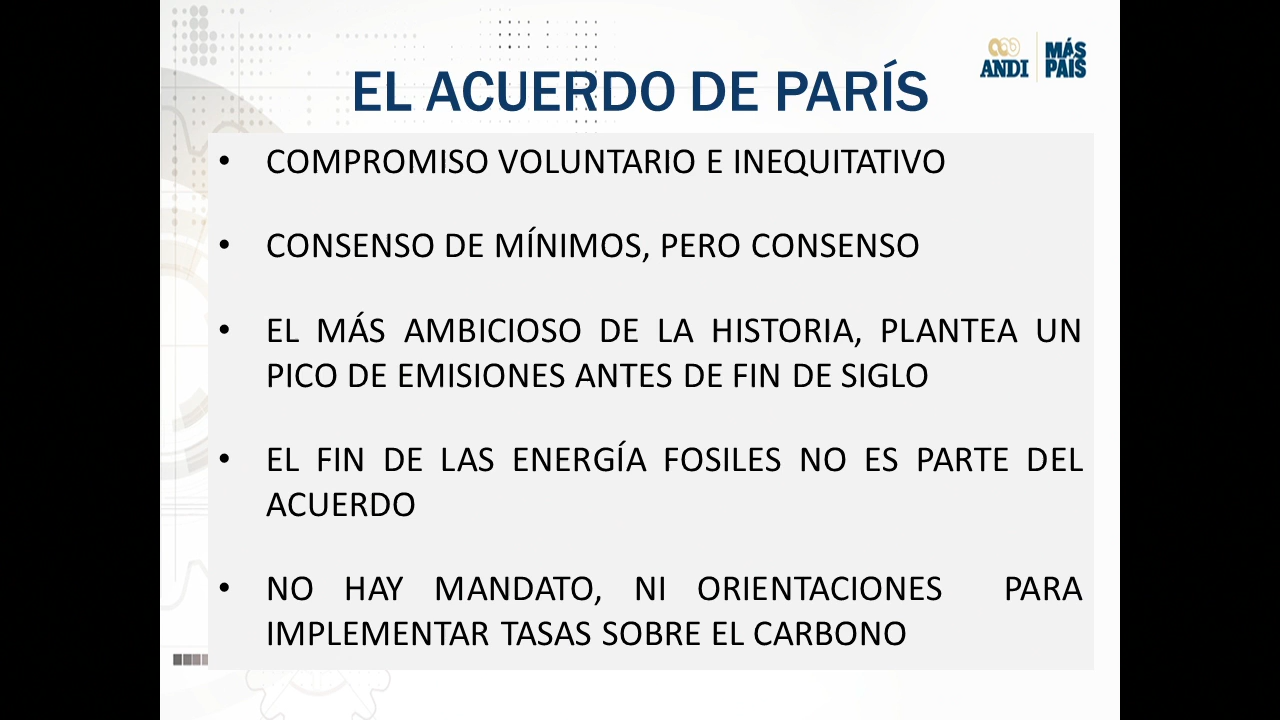 ANDI
MÁS
PAÍS
EL ACUERDO DE PARÍS
• COMPROMISO VOLUNTARIO E INEQUITATIVO
• CONSENSO DE MÍNIMOS, PERO CONSENSO
• EL MÁS AMBICIOSO DE LA HISTORIA, PLANTEA UN
PICO DE EMISIONES ANTES DE FIN DE SIGLO
• EL FIN DE LAS ENERGÍA FOSILES NO ES PARTE DEL
ACUERDO
• NO HAY MANDATO, NI ORIENTACIONES PARA
IMPLEMENTAR TASAS SOBRE EL CARBONO